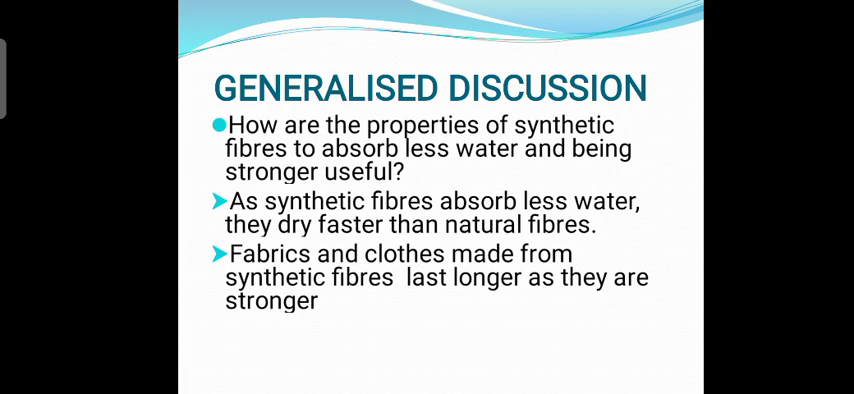 GENERALISED DISCUSSION
How are the properties of synthetic
fibres to absorb less water and being
stronger useful?
As synthetic fibres absorb less water,
they dry faster than natural fibres.
Fabrics and clothes made from
synthetic fibres last longer as they are
stronger